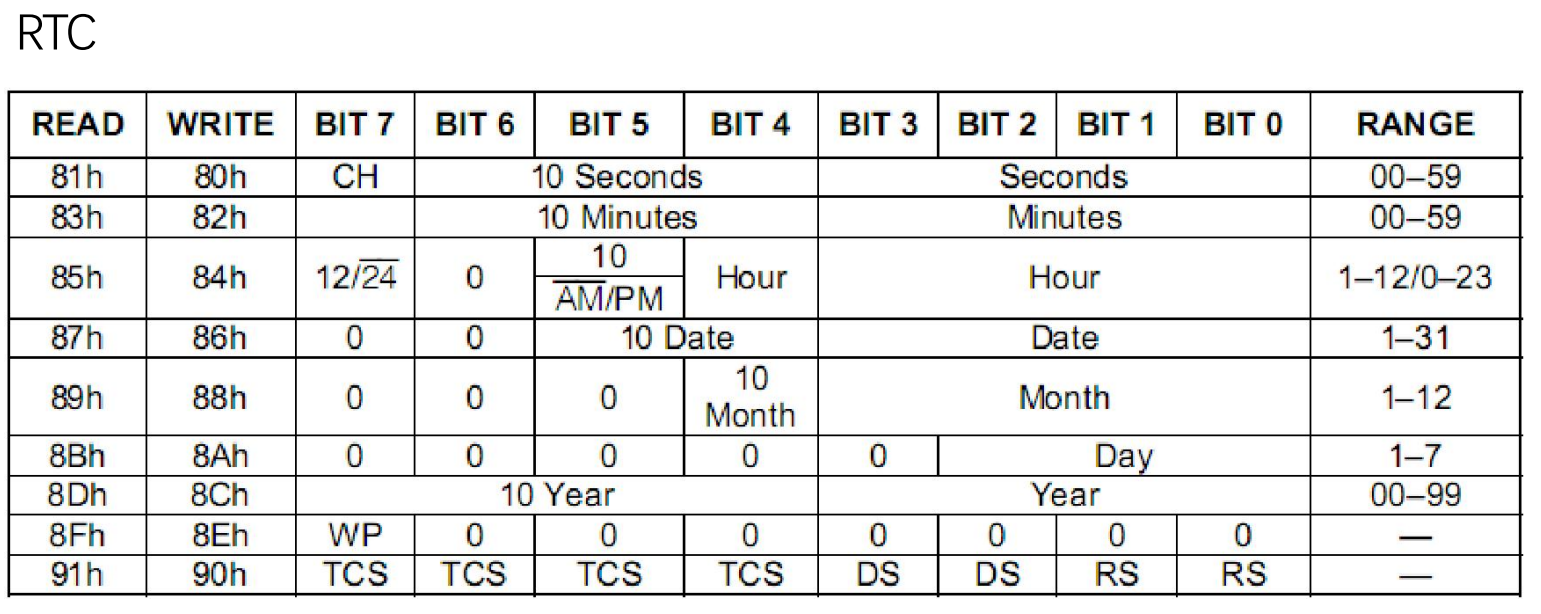 RTC
READ WRITE BIT 7 BIT 6 BIT 5 BIT 4 BIT 3 BIT 2 BIT 1 BIT 0 RANGE
81h 80h CH 10 Seconds Seconds 00–59
83h 82h 10 Minutes Minutes 00–59
85h 84h 12/24 0 10 AM/PM Hour Hour 1–12/0–23
87h 86h 0 0 10 Date Date 1–31
89h 88h 0 0 0 10 Month Month 1–12
8Bh 8Ah 0 0 0 0 0 Day 1–7
8Dh 8Ch 10 Year Year 00–99
8Fh 8Eh WP 0 0 0 0 0 0 0 —
91h 90h TCS TCS TCS TCS DS DS RS RS —